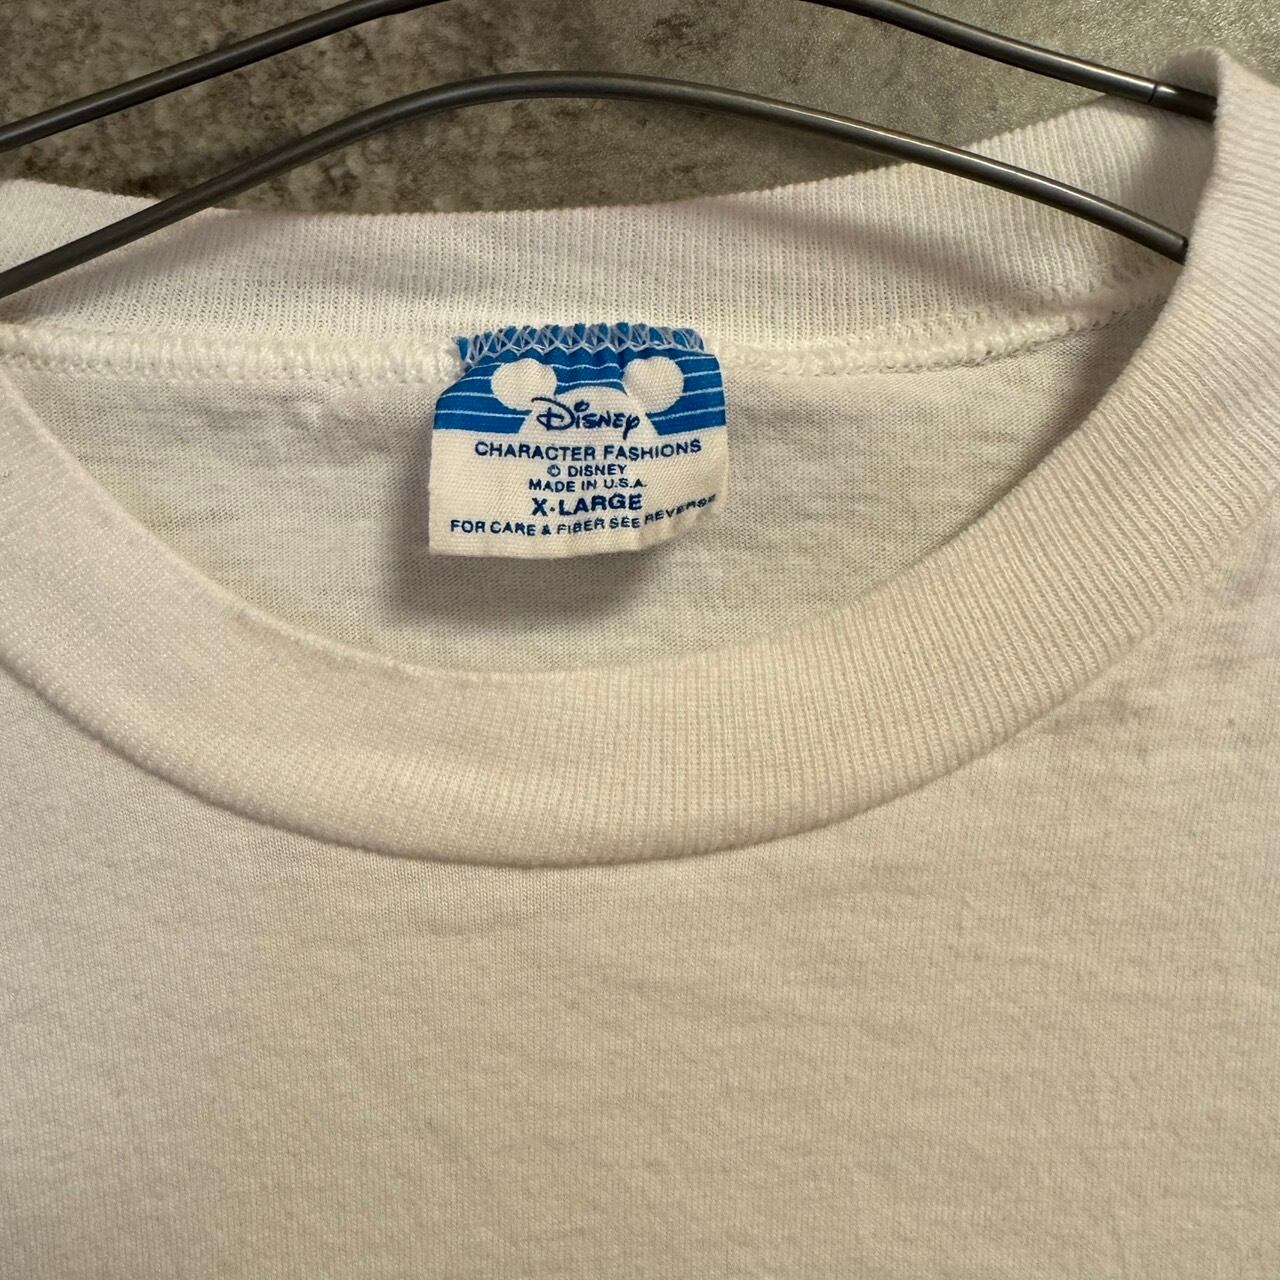 Disney
CHARACTER FASHIONS
© DISNEY
MADE IN U.S.A.
X-LARGE
FOR CARE & FIBER SEE REVERSE